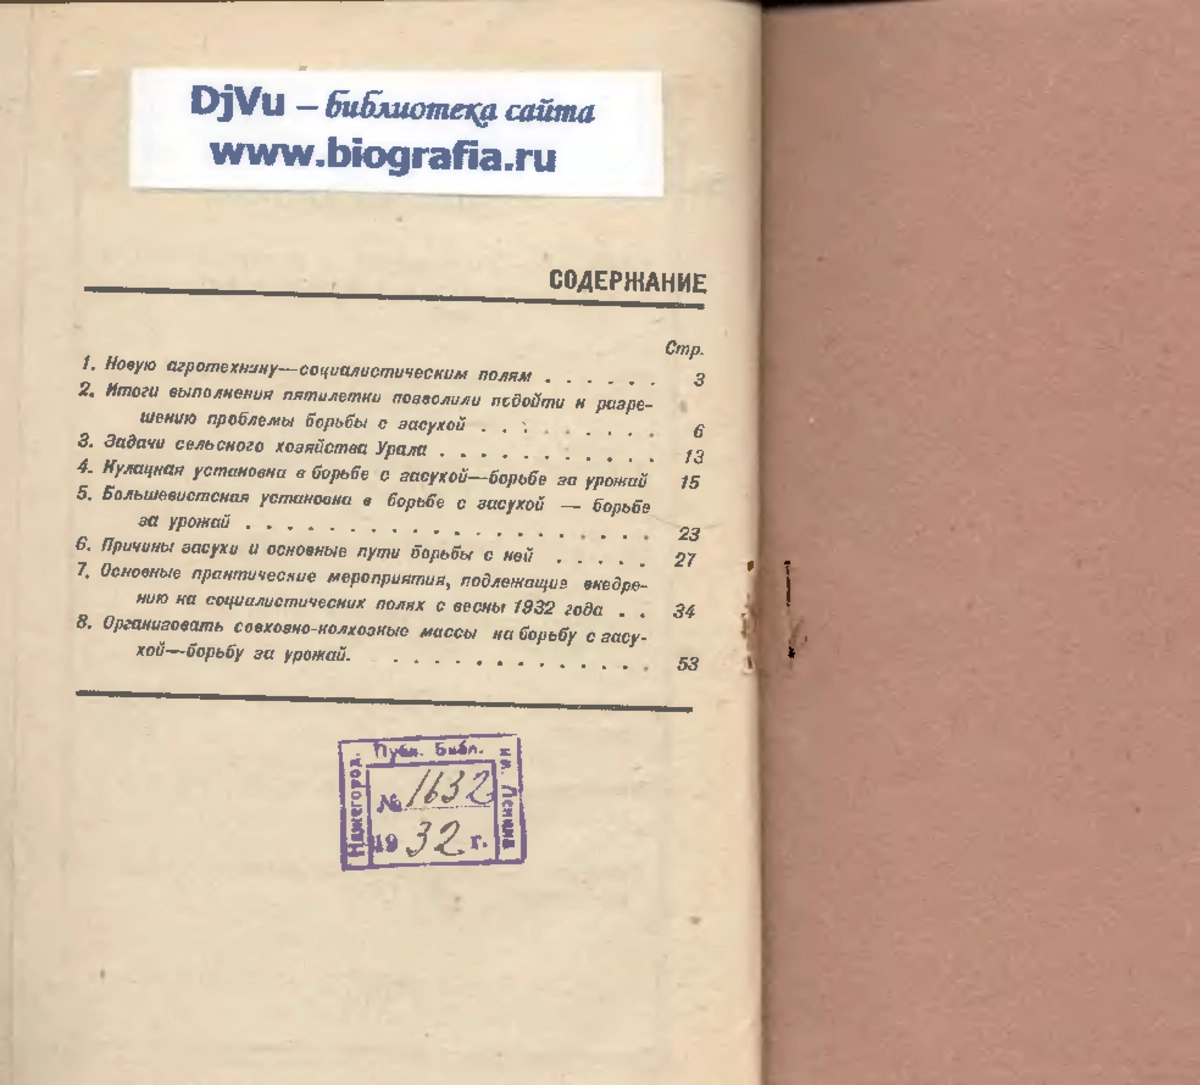 DjVu – библиотека сайта
www.biografia.ru
СОДЕРЖАНИЕ
Стр.
1. Новую агротехнику—социалистическим полям . . . . . . 3
2. Итоги выполнения пятилетки позволили подойти к разре-
шению проблемы борьбы с засухой . . . . . . . . . 6
3. Задачи сельского хозяйства Урала . . . . . . . . . . . 13
4. Кулацкая установка в борьбе с засухой—борьбе за урожай 15
5. Большевистская установка в борьбе с засухой — борьбе
за урожай . . . . . . . . . . . . . . . . . . . . 23
6. Причины засухи и основные пути борьбы с ней . . . . . 27
7. Основные практические мероприятия, подлежащие внедре-
нию на социалистических полях с весны 1932 года . . 34
8. Организовать совхозно-колхозные массы на борьбу с засу-
хой—борьбу за урожай. . . . . . . . . . . . . . 53
Нижегород.
Публ. Библ.
им. Ленина
№ 1632
1932 г.